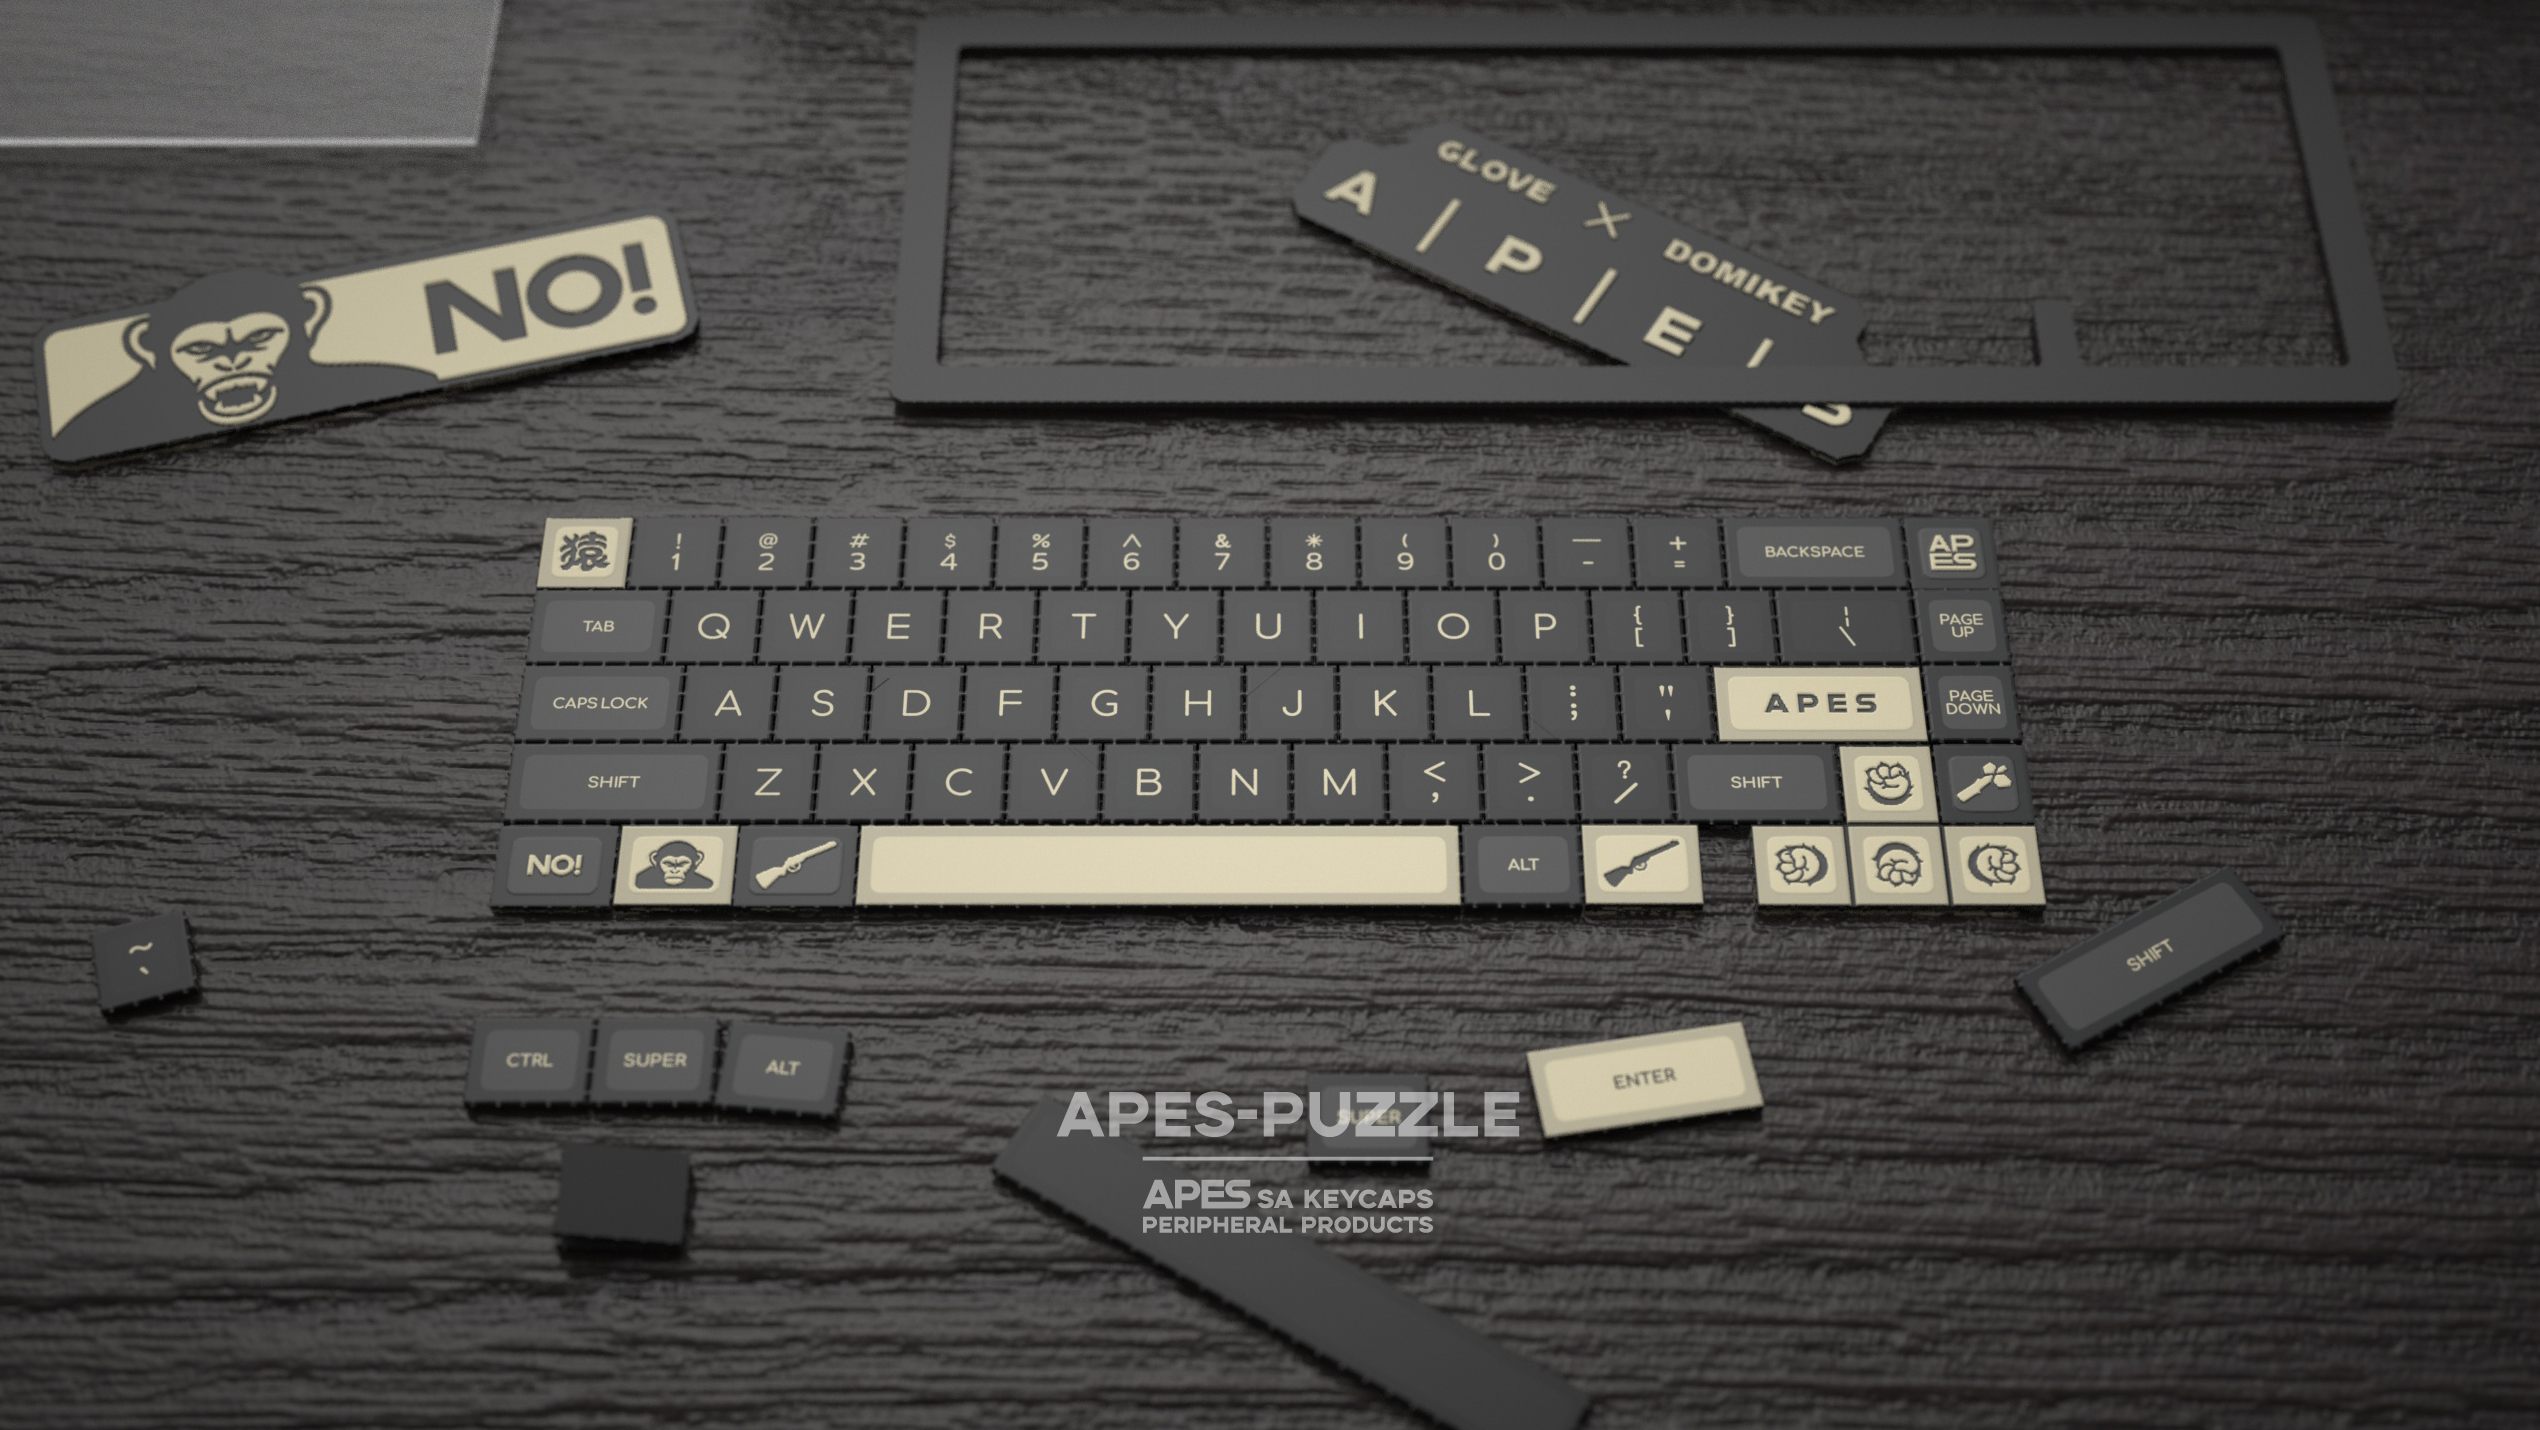 NO!
GLOVE × DOMIKEY
A | P | E | S
猿 ! 1 @ 2 # 3 $ 4 % 5 ^ 6 & 7 * 8 ( 9 ) 0 — - + = BACKSPACE AP ES
TAB Q W E R T Y U I O P { [ } ] ¦ \ PAGE UP
CAPS LOCK A S D F G H J K L : ; " ' APES PAGE DOWN
SHIFT Z X C V B N M < , > . ? / SHIFT
NO! ALT
~ `
SHIFT
CTRL SUPER ALT
SUPER
ENTER
APES-PUZZLE
APES SA KEYCAPS
PERIPHERAL PRODUCTS